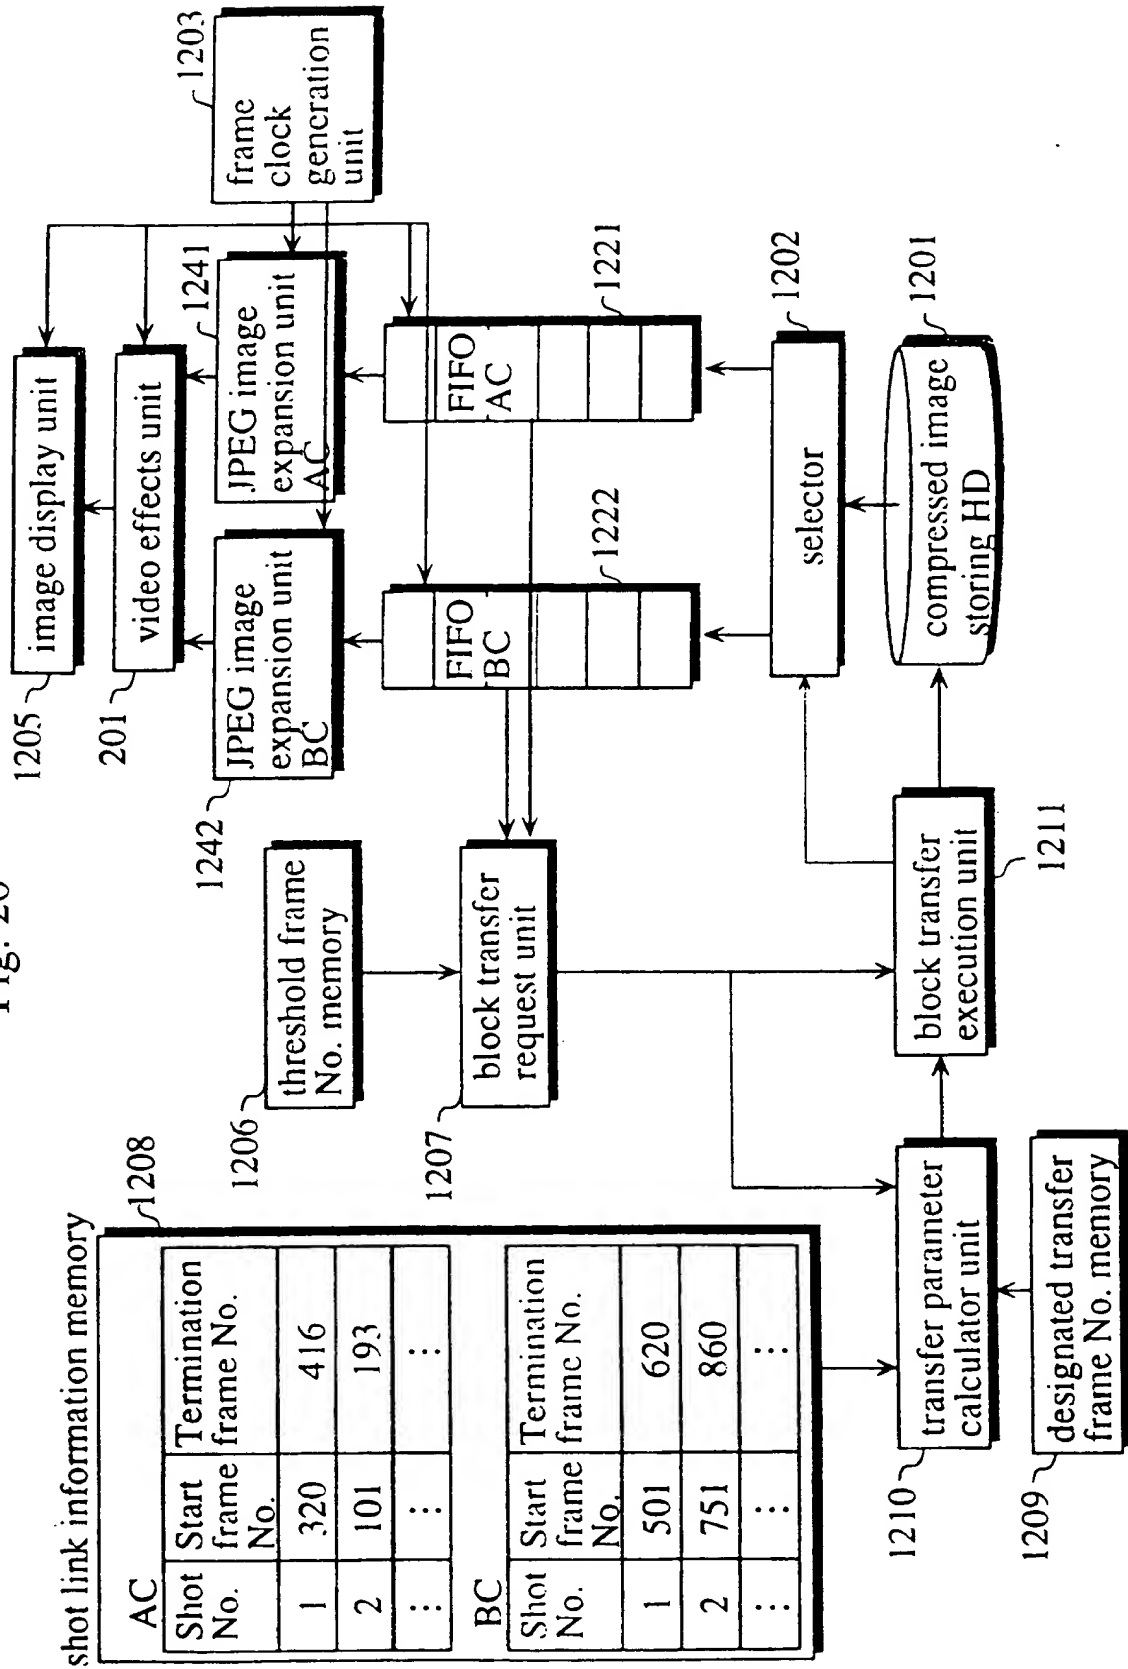 Fig. 20
shot link information memory
1208
AC
Shot No.
Start frame No.
Termination frame No.
1
320
416
2
101
193
⋮
⋮
⋮
BC
Shot No.
Start frame No.
Termination frame No.
1
501
620
2
751
860
⋮
⋮
⋮
1206
threshold frame
No. memory
1207
block transfer
request unit
1210
transfer parameter
calculator unit
1209
designated transfer
frame No. memory
block transfer
execution unit
1211
1205
image display unit
201
video effects unit
1242
JPEG image
expansion unit
BC
JPEG image
expansion unit
AC
1241
frame
clock
generation
unit
1203
FIFO
BC
1222
FIFO
AC
1221
selector
1202
compressed image
storing HD
1201